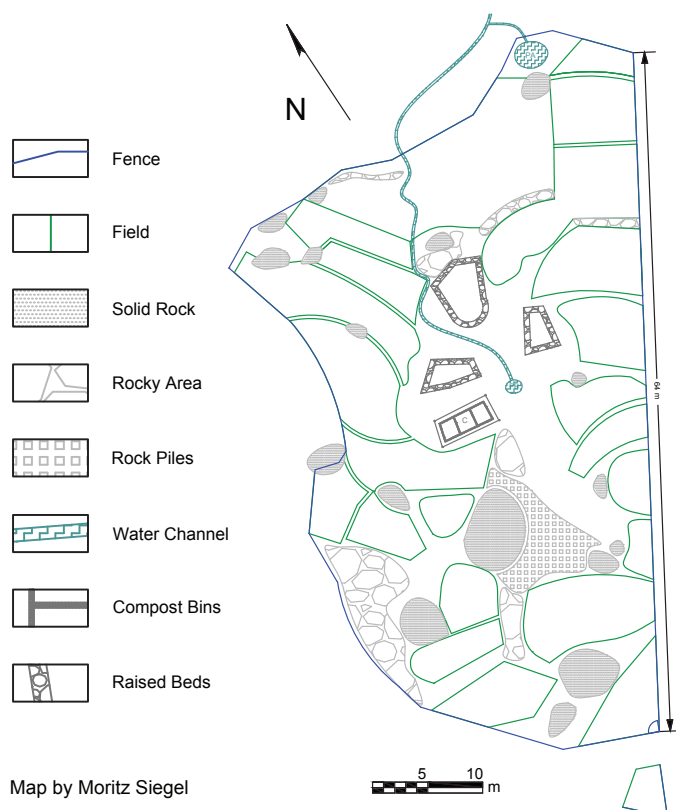 N
Fence
Field
Solid Rock
Rocky Area
Rock Piles
Water Channel
Compost Bins
Raised Beds
C
64 m
5 10
m
Map by Moritz Siegel